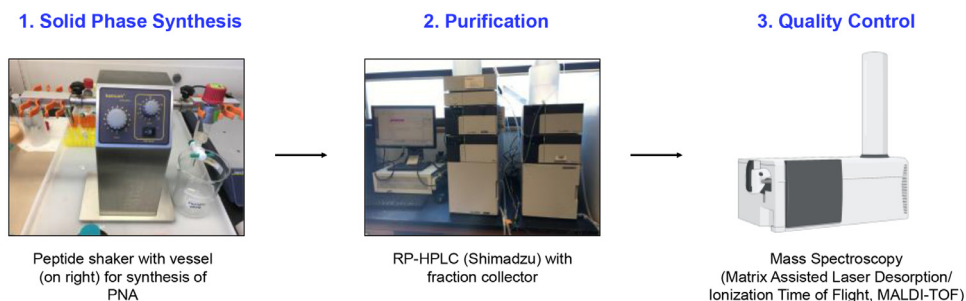 1. Solid Phase Synthesis
2. Purification
3. Quality Control
Peptide shaker with vessel
(on right) for synthesis of
PNA
RP-HPLC (Shimadzu) with
fraction collector
Mass Spectroscopy
(Matrix Assisted Laser Desorption/
Ionization Time of Flight, MALDI-TOF)